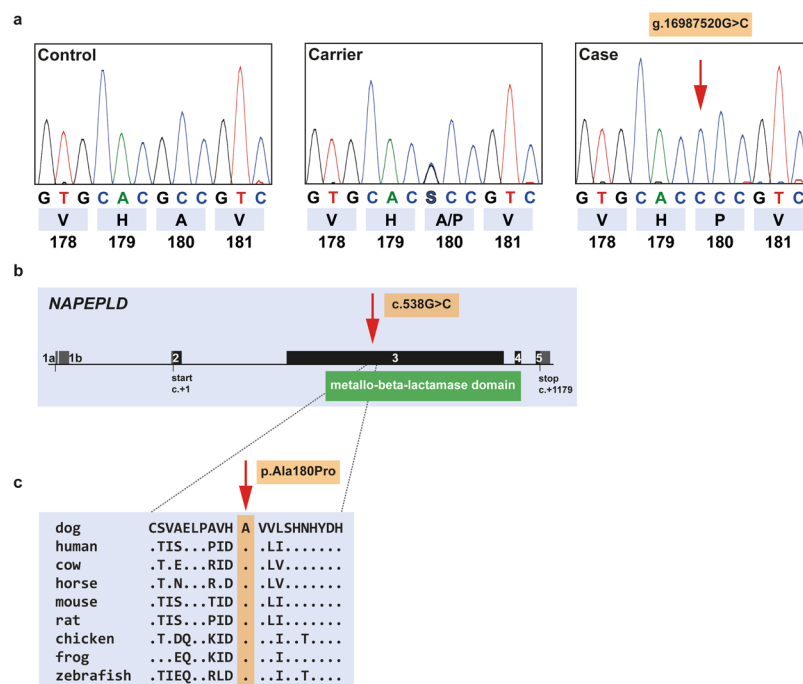 a
g.16987520G>C
Control Carrier Case
G T G C A C G C C G T C
V H A V
178 179 180 181
G T G C A C S C C G T C
V H A/P V
178 179 180 181
G T G C A C C C C G T C
V H P V
178 179 180 181
b
NAPEPLD
c.538G>C
1a 1b 2 3 4 5
start
c.+1
metallo-beta-lactamase domain
stop
c.+1179
p.Ala180Pro
c
dog CSVAELPAVH A VVLSHNHYDH
human .TIS...PID . .LI.......
cow .T.E...RID . .LV.......
horse .T.N...R.D . .LV.......
mouse .TIS...TID . .LI.......
rat .TIS...PID . .LI.......
chicken .T.DQ..KID . ..I..T....
frog ...EQ..KID . ..I.......
zebrafish .TIEQ..RLD . ..I..T....